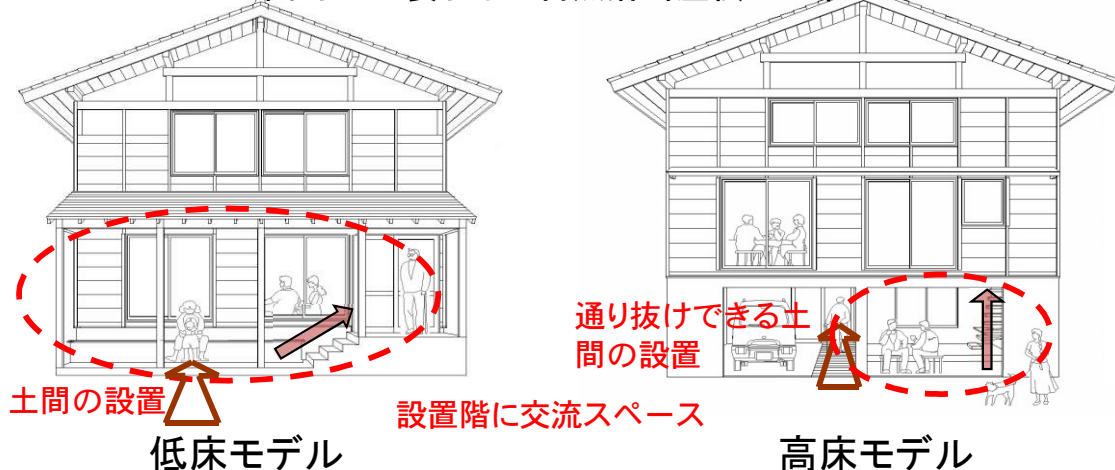 通り抜けできる土
間の設置
土間の設置
設置階に交流スペース
低床モデル
高床モデル